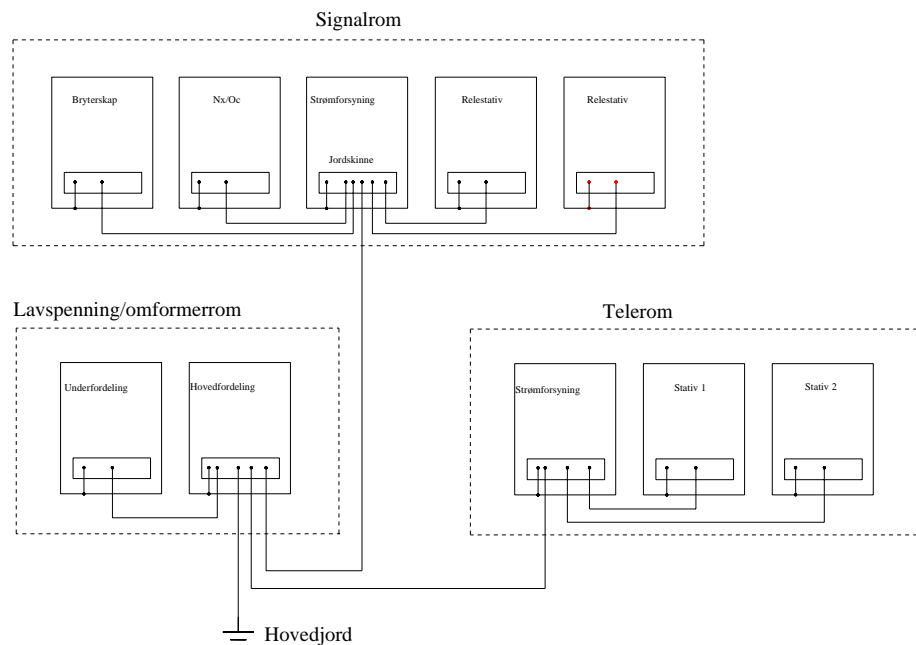 Signalrom
Bryterskap
Nx/Oc
Strømforsyning
Relestativ
Relestativ
Jordskinne
Lavspenning/omformerrom
Telerom
Underfordeling
Hovedfordeling
Strømforsyning
Stativ 1
Stativ 2
Hovedjord